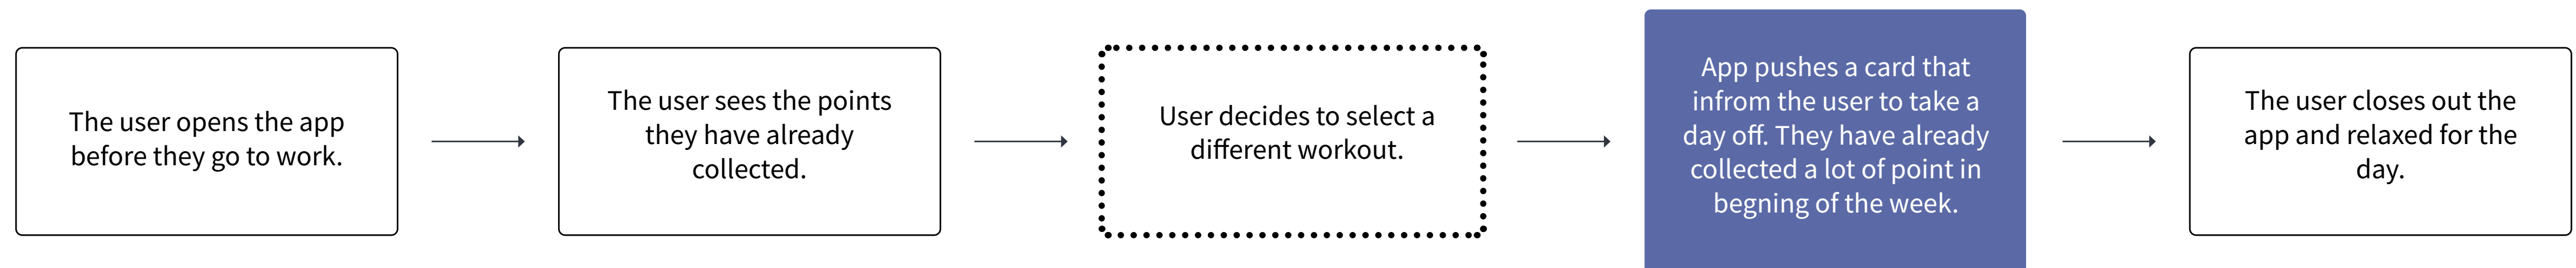 The user opens the app
before they go to work.
The user sees the points
they have already
collected.
User decides to select a
different workout.
App pushes a card that
infrom the user to take a
day off. They have already
collected a lot of point in
begning of the week.
The user closes out the
app and relaxed for the
day.